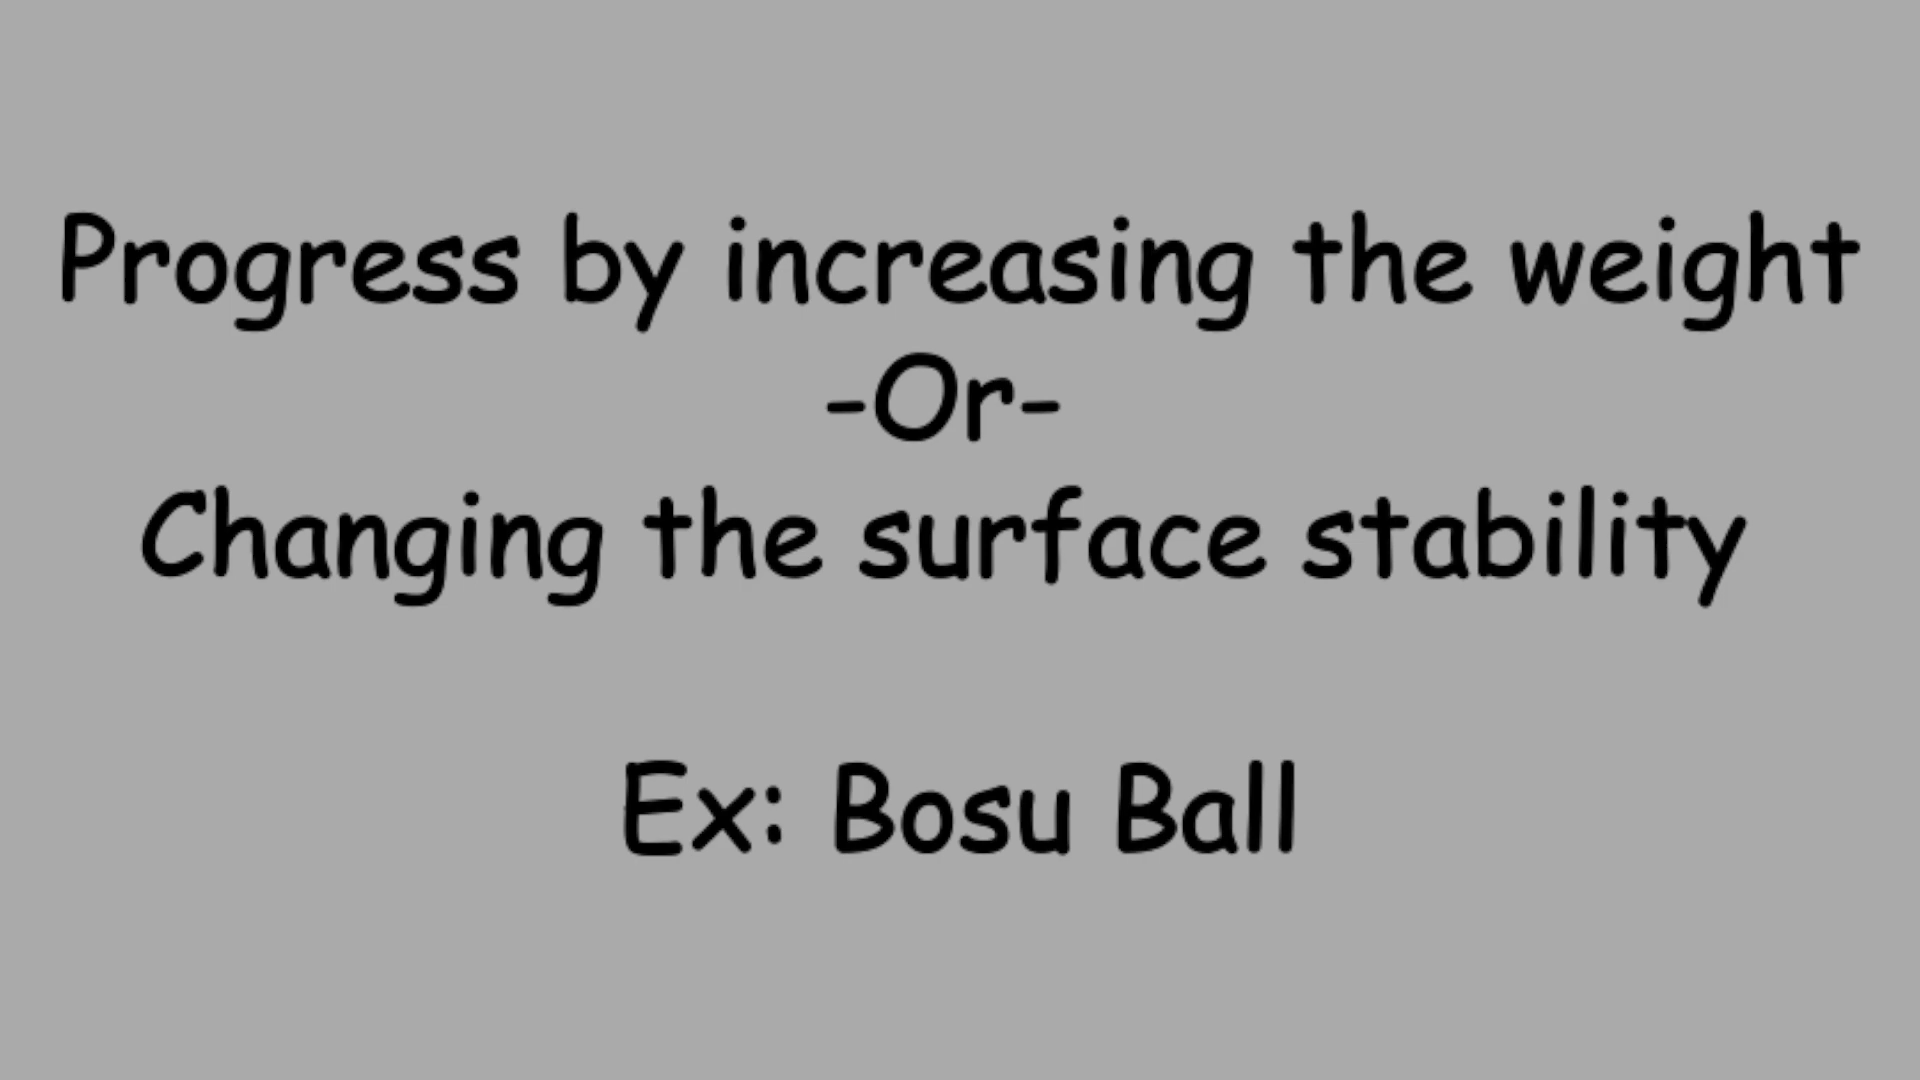 Progress by increasing the weight
-Or-
Changing the surface stability
Ex: Bosu Ball